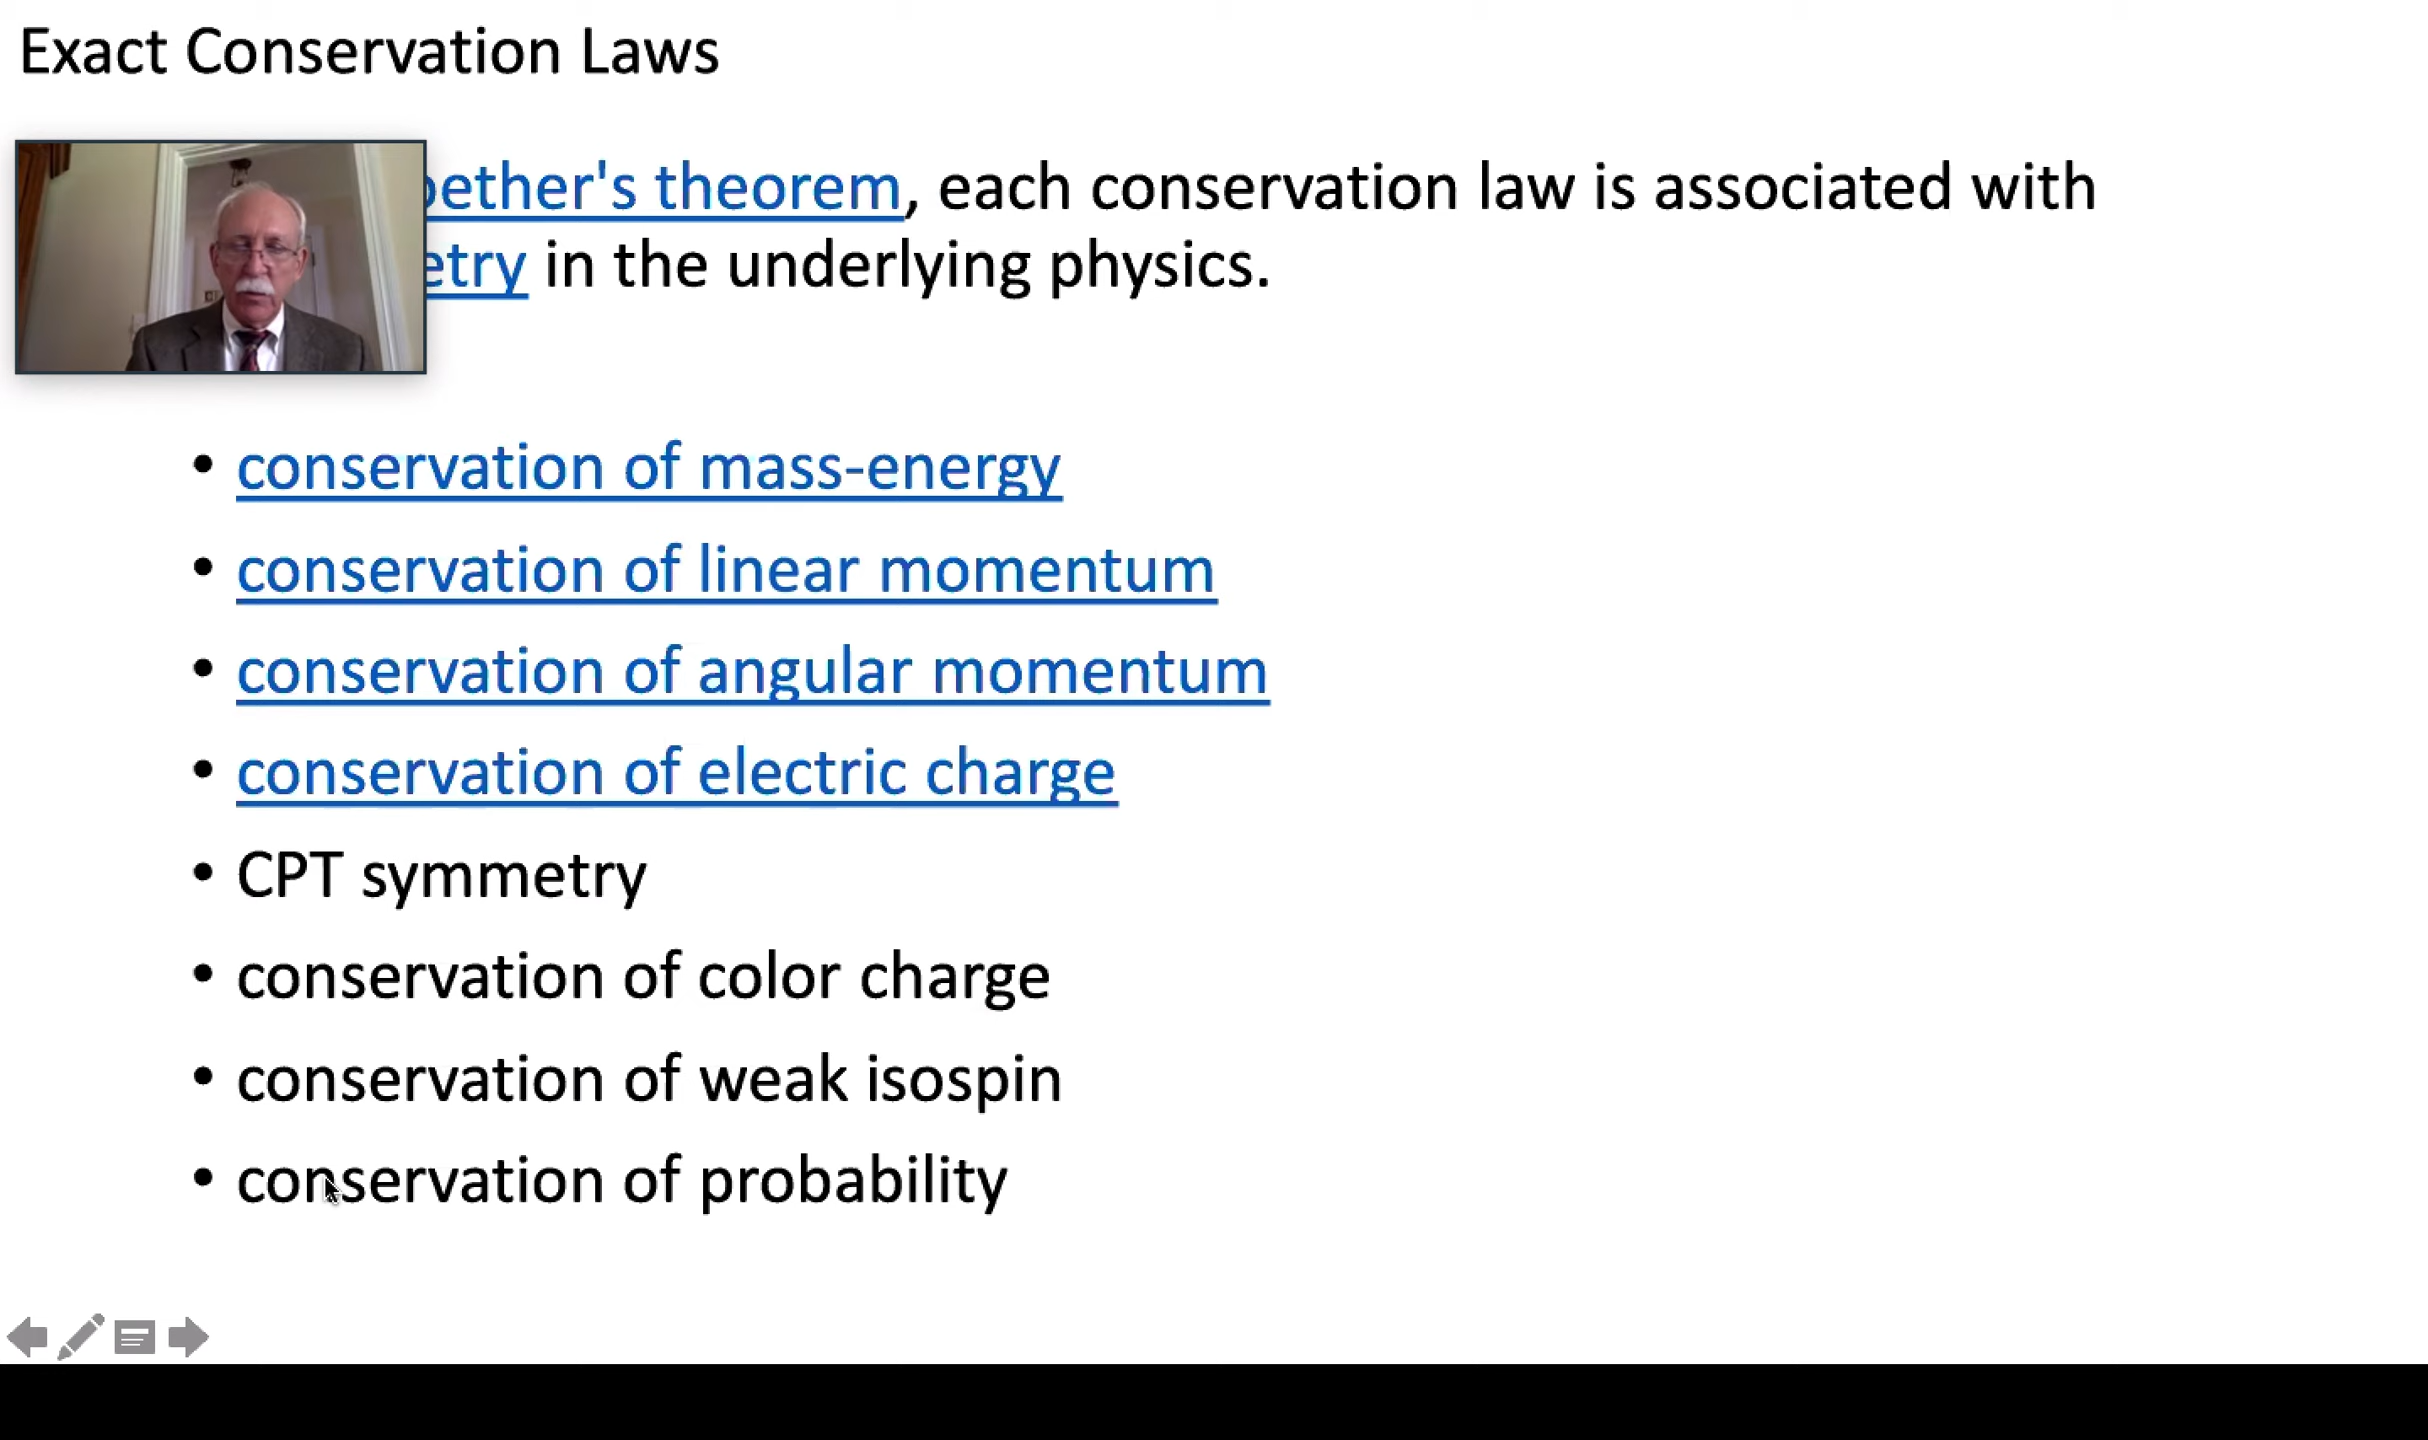 Exact Conservation Laws
oether's theorem, each conservation law is associated with
etry in the underlying physics.
• conservation of mass-energy
• conservation of linear momentum
• conservation of angular momentum
• conservation of electric charge
• CPT symmetry
• conservation of color charge
• conservation of weak isospin
• conservation of probability